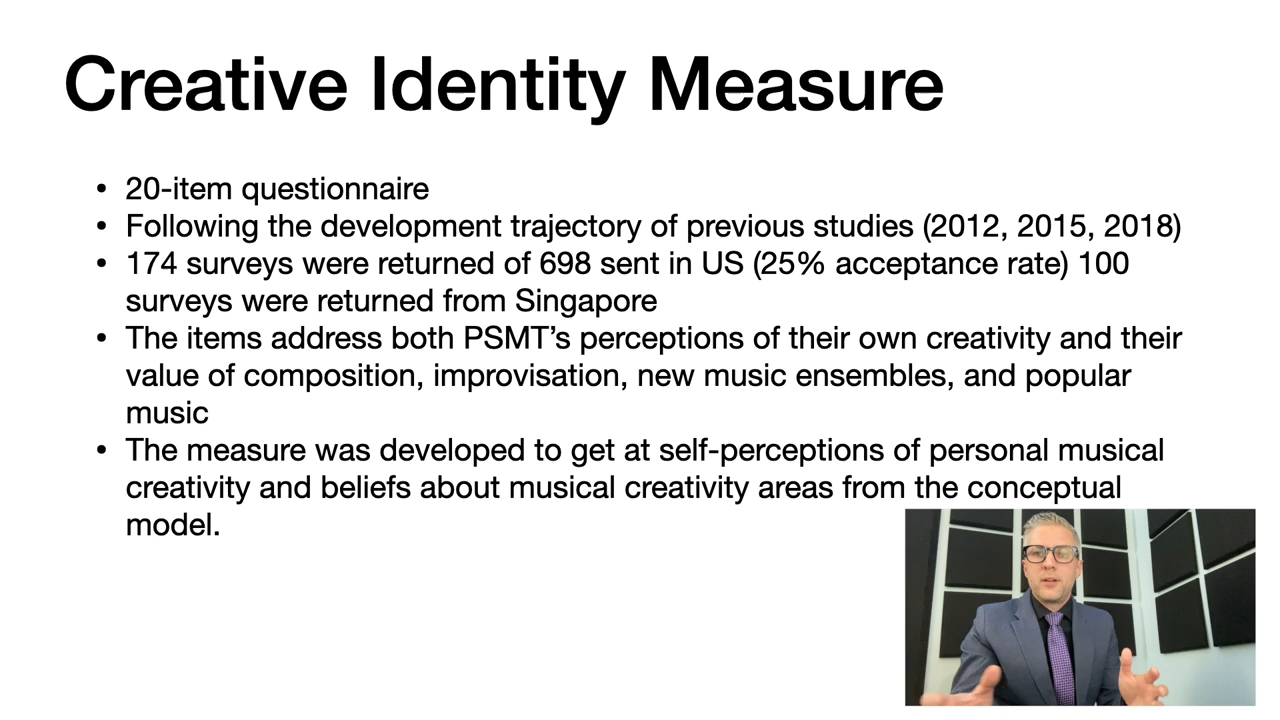 Creative Identity Measure
• 20-item questionnaire
• Following the development trajectory of previous studies (2012, 2015, 2018)
• 174 surveys were returned of 698 sent in US (25% acceptance rate) 100
surveys were returned from Singapore
• The items address both PSMT’s perceptions of their own creativity and their
value of composition, improvisation, new music ensembles, and popular
music
• The measure was developed to get at self-perceptions of personal musical
creativity and beliefs about musical creativity areas from the conceptual
model.